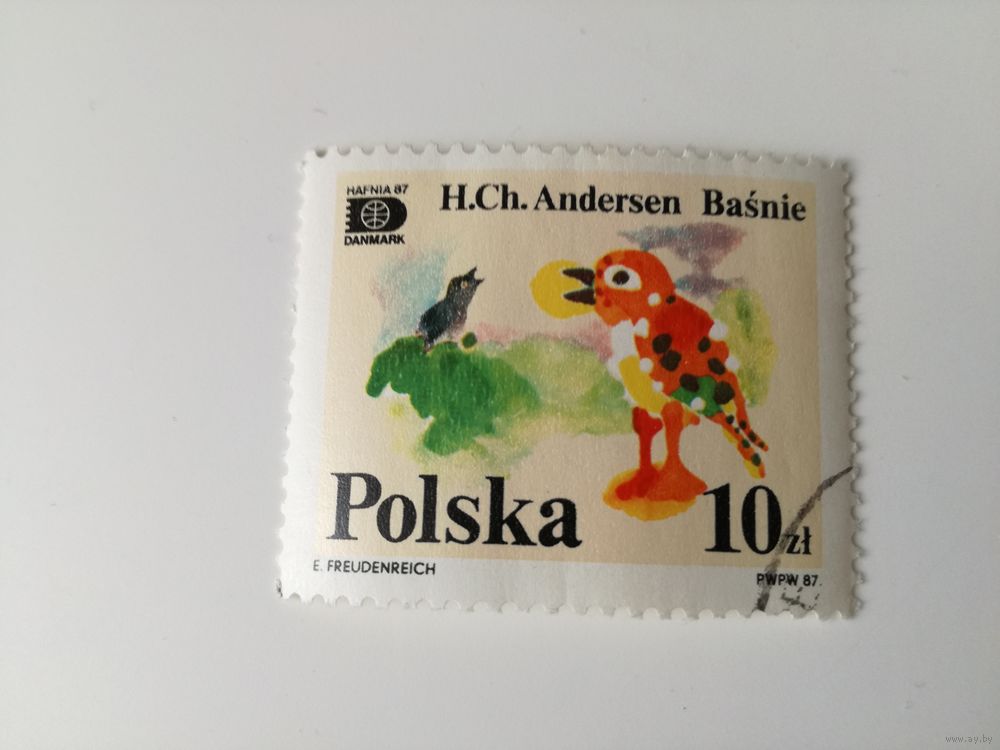 HAFNIA 87
DANMARK
H.Ch. Andersen Baśnie
Polska
10 zł
E. FREUDENREICH
PWPW 87.
www.ay.by